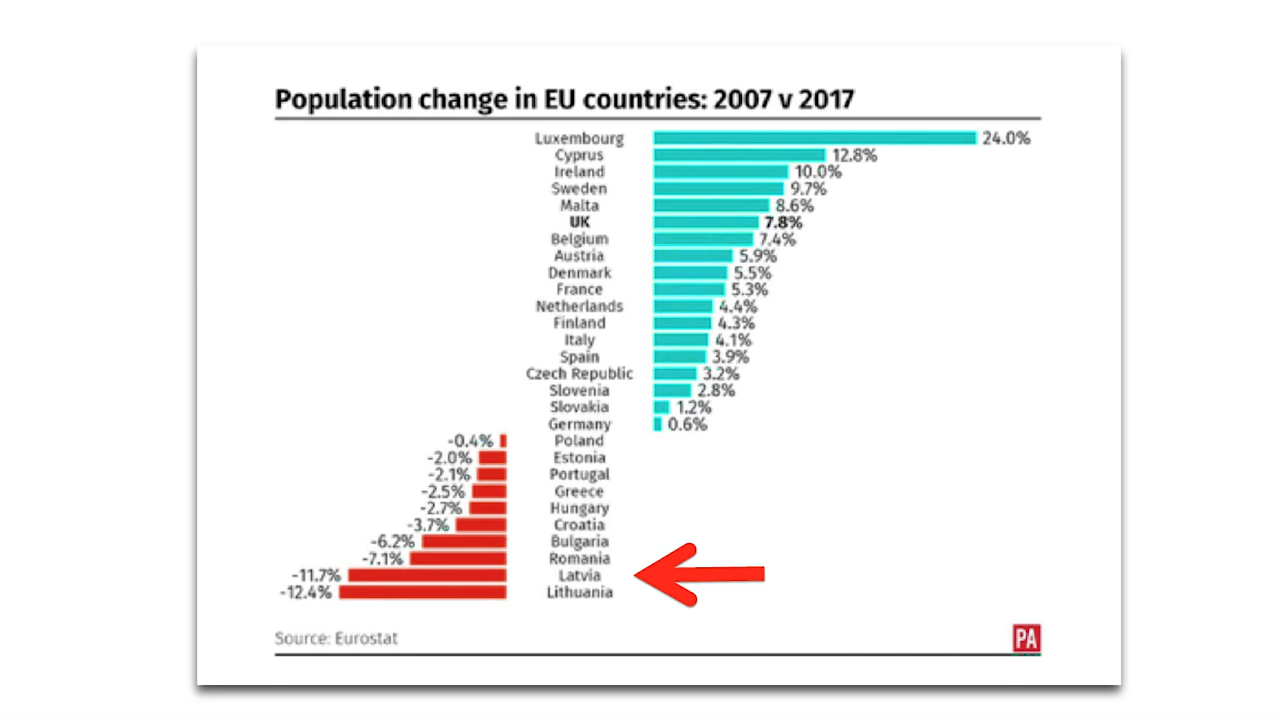 Population change in EU countries: 2007 v 2017
Luxembourg 24.0%
Cyprus 12.8%
Ireland 10.0%
Sweden 9.7%
Malta 8.6%
UK 7.8%
Belgium 7.4%
Austria 5.9%
Denmark 5.5%
France 5.3%
Netherlands 4.4%
Finland 4.3%
Italy 4.1%
Spain 3.9%
Czech Republic 3.2%
Slovenia 2.8%
Slovakia 1.2%
Germany 0.6%
-0.4% Poland
-2.0% Estonia
-2.1% Portugal
-2.5% Greece
-2.7% Hungary
-3.7% Croatia
-6.2% Bulgaria
-7.1% Romania
-11.7% Latvia
-12.4% Lithuania
Source: Eurostat
PA